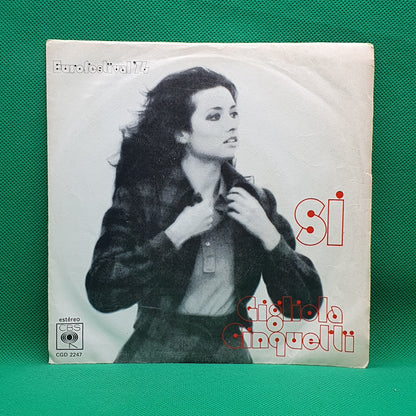 Eurofestival '74
SI
Gigliola
Cinquetti
estéreo
CBS
CGD 2247